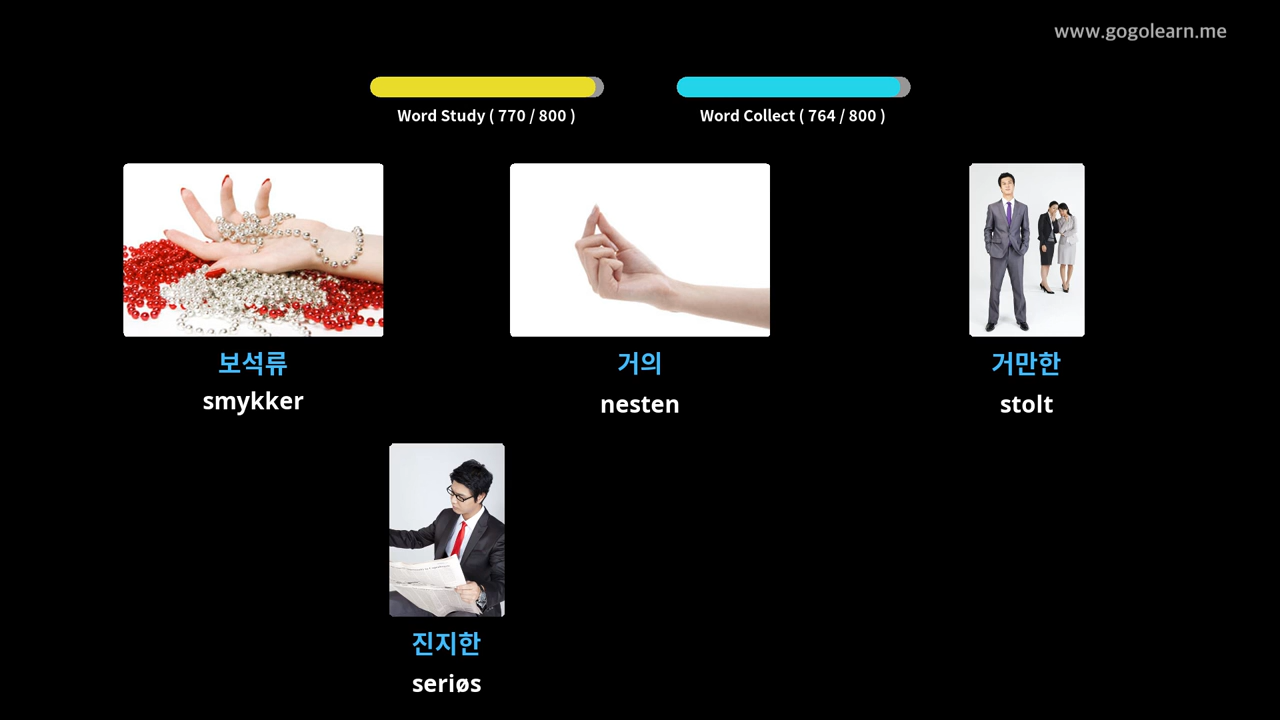 www.gogolearn.me
Word Study ( 770 / 800 )
Word Collect ( 764 / 800 )
보석류
smykker
거의
nesten
거만한
stolt
진지한
seriøs